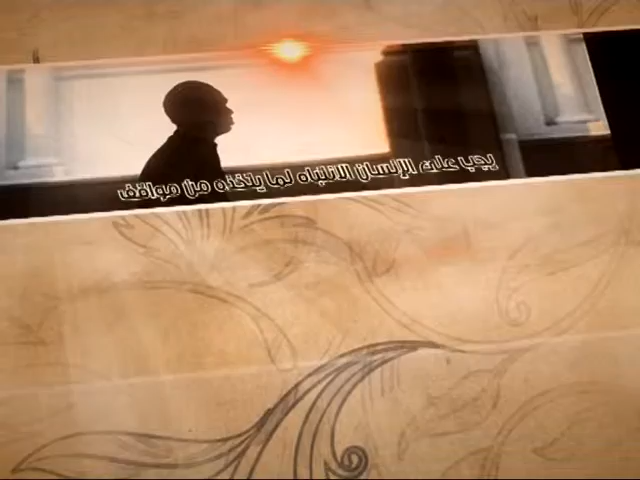 يجب على الإنسان الانتباه لما يتخذه من مواقف